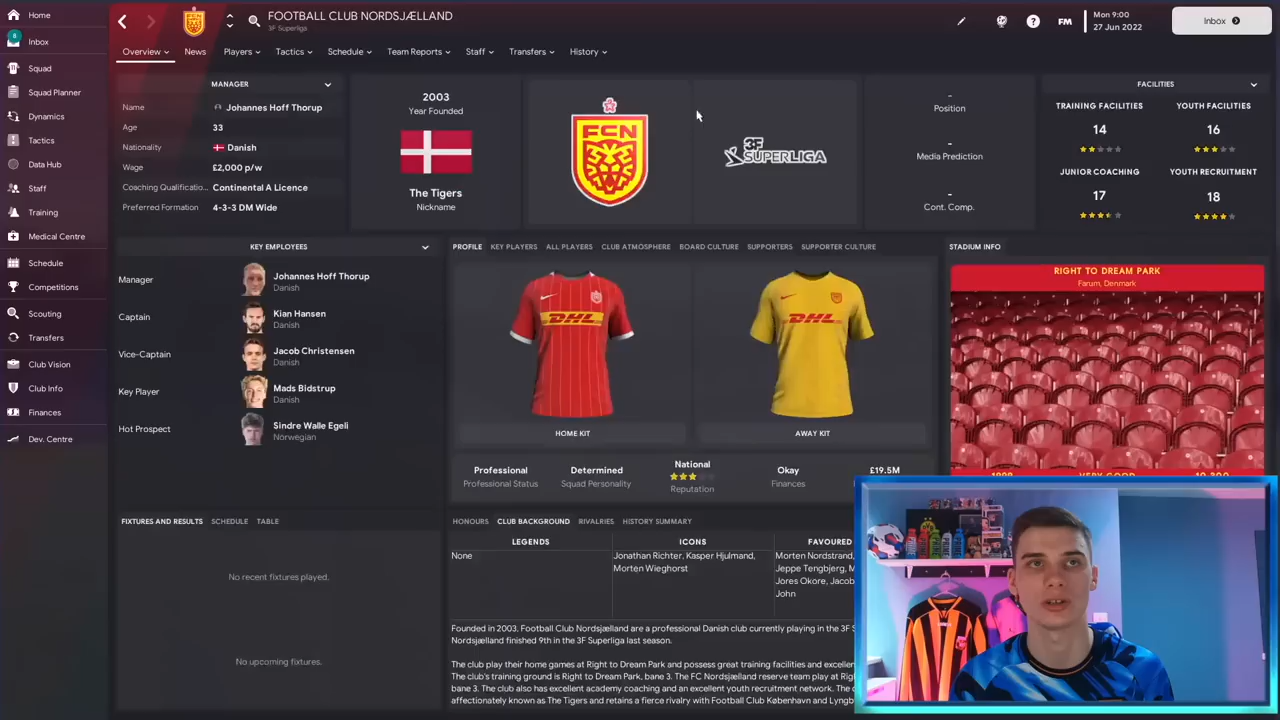 Home
8
Inbox
Squad
Squad Planner
Dynamics
Tactics
Data Hub
Staff
Training
Medical Centre
Schedule
Competitions
Scouting
Transfers
Club Vision
Club Info
Finances
Dev. Centre
FOOTBALL CLUB NORDSJÆLLAND
3F Superliga
FM
Mon 9:00
27 Jun 2022
Inbox
Overview
News
Players
Tactics
Schedule
Team Reports
Staff
Transfers
History
MANAGER
Name
Johannes Hoff Thorup
Age
33
Nationality
Danish
Wage
£2,000 p/w
Coaching Qualificatio...
Continental A Licence
Preferred Formation
4-3-3 DM Wide
2003
Year Founded
The Tigers
Nickname
FCN
3F
SUPERLIGA
-
Position
-
Media Prediction
-
Cont. Comp.
FACILITIES
TRAINING FACILITIES
14
YOUTH FACILITIES
16
JUNIOR COACHING
17
YOUTH RECRUITMENT
18
KEY EMPLOYEES
Manager
Johannes Hoff Thorup
Danish
Captain
Kian Hansen
Danish
Vice-Captain
Jacob Christensen
Danish
Key Player
Mads Bidstrup
Danish
Hot Prospect
Sindre Walle Egeli
Norwegian
PROFILE
KEY PLAYERS
ALL PLAYERS
CLUB ATMOSPHERE
BOARD CULTURE
SUPPORTERS
SUPPORTER CULTURE
DHL
DHL
HOME KIT
AWAY KIT
Professional
Professional Status
Determined
Squad Personality
National
Reputation
Okay
Finances
£19.5M
STADIUM INFO
RIGHT TO DREAM PARK
Farum, Denmark
1999
VERY GOOD
10,300
FIXTURES AND RESULTS
SCHEDULE
TABLE
No recent fixtures played.
No upcoming fixtures.
HONOURS
CLUB BACKGROUND
RIVALRIES
HISTORY SUMMARY
LEGENDS
None
ICONS
Jonathan Richter, Kasper Hjulmand,
Morten Wieghorst
FAVOURED
Morten Nordstrand,
Jeppe Tengbjerg, M
Jores Okore, Jacob
John
Founded in 2003, Football Club Nordsjælland are a professional Danish club currently playing in the 3F S
Nordsjælland finished 9th in the 3F Superliga last season.
The club play their home games at Right to Dream Park and possess great training facilities and excellen
The club's training ground is Right to Dream Park, bane 3. The FC Nordsjælland reserve team play at Righ
bane 3. The club also has excellent academy coaching and an excellent youth recruitment network. The
affectionately known as The Tigers and retains a fierce rivalry with Football Club København and Lyngb